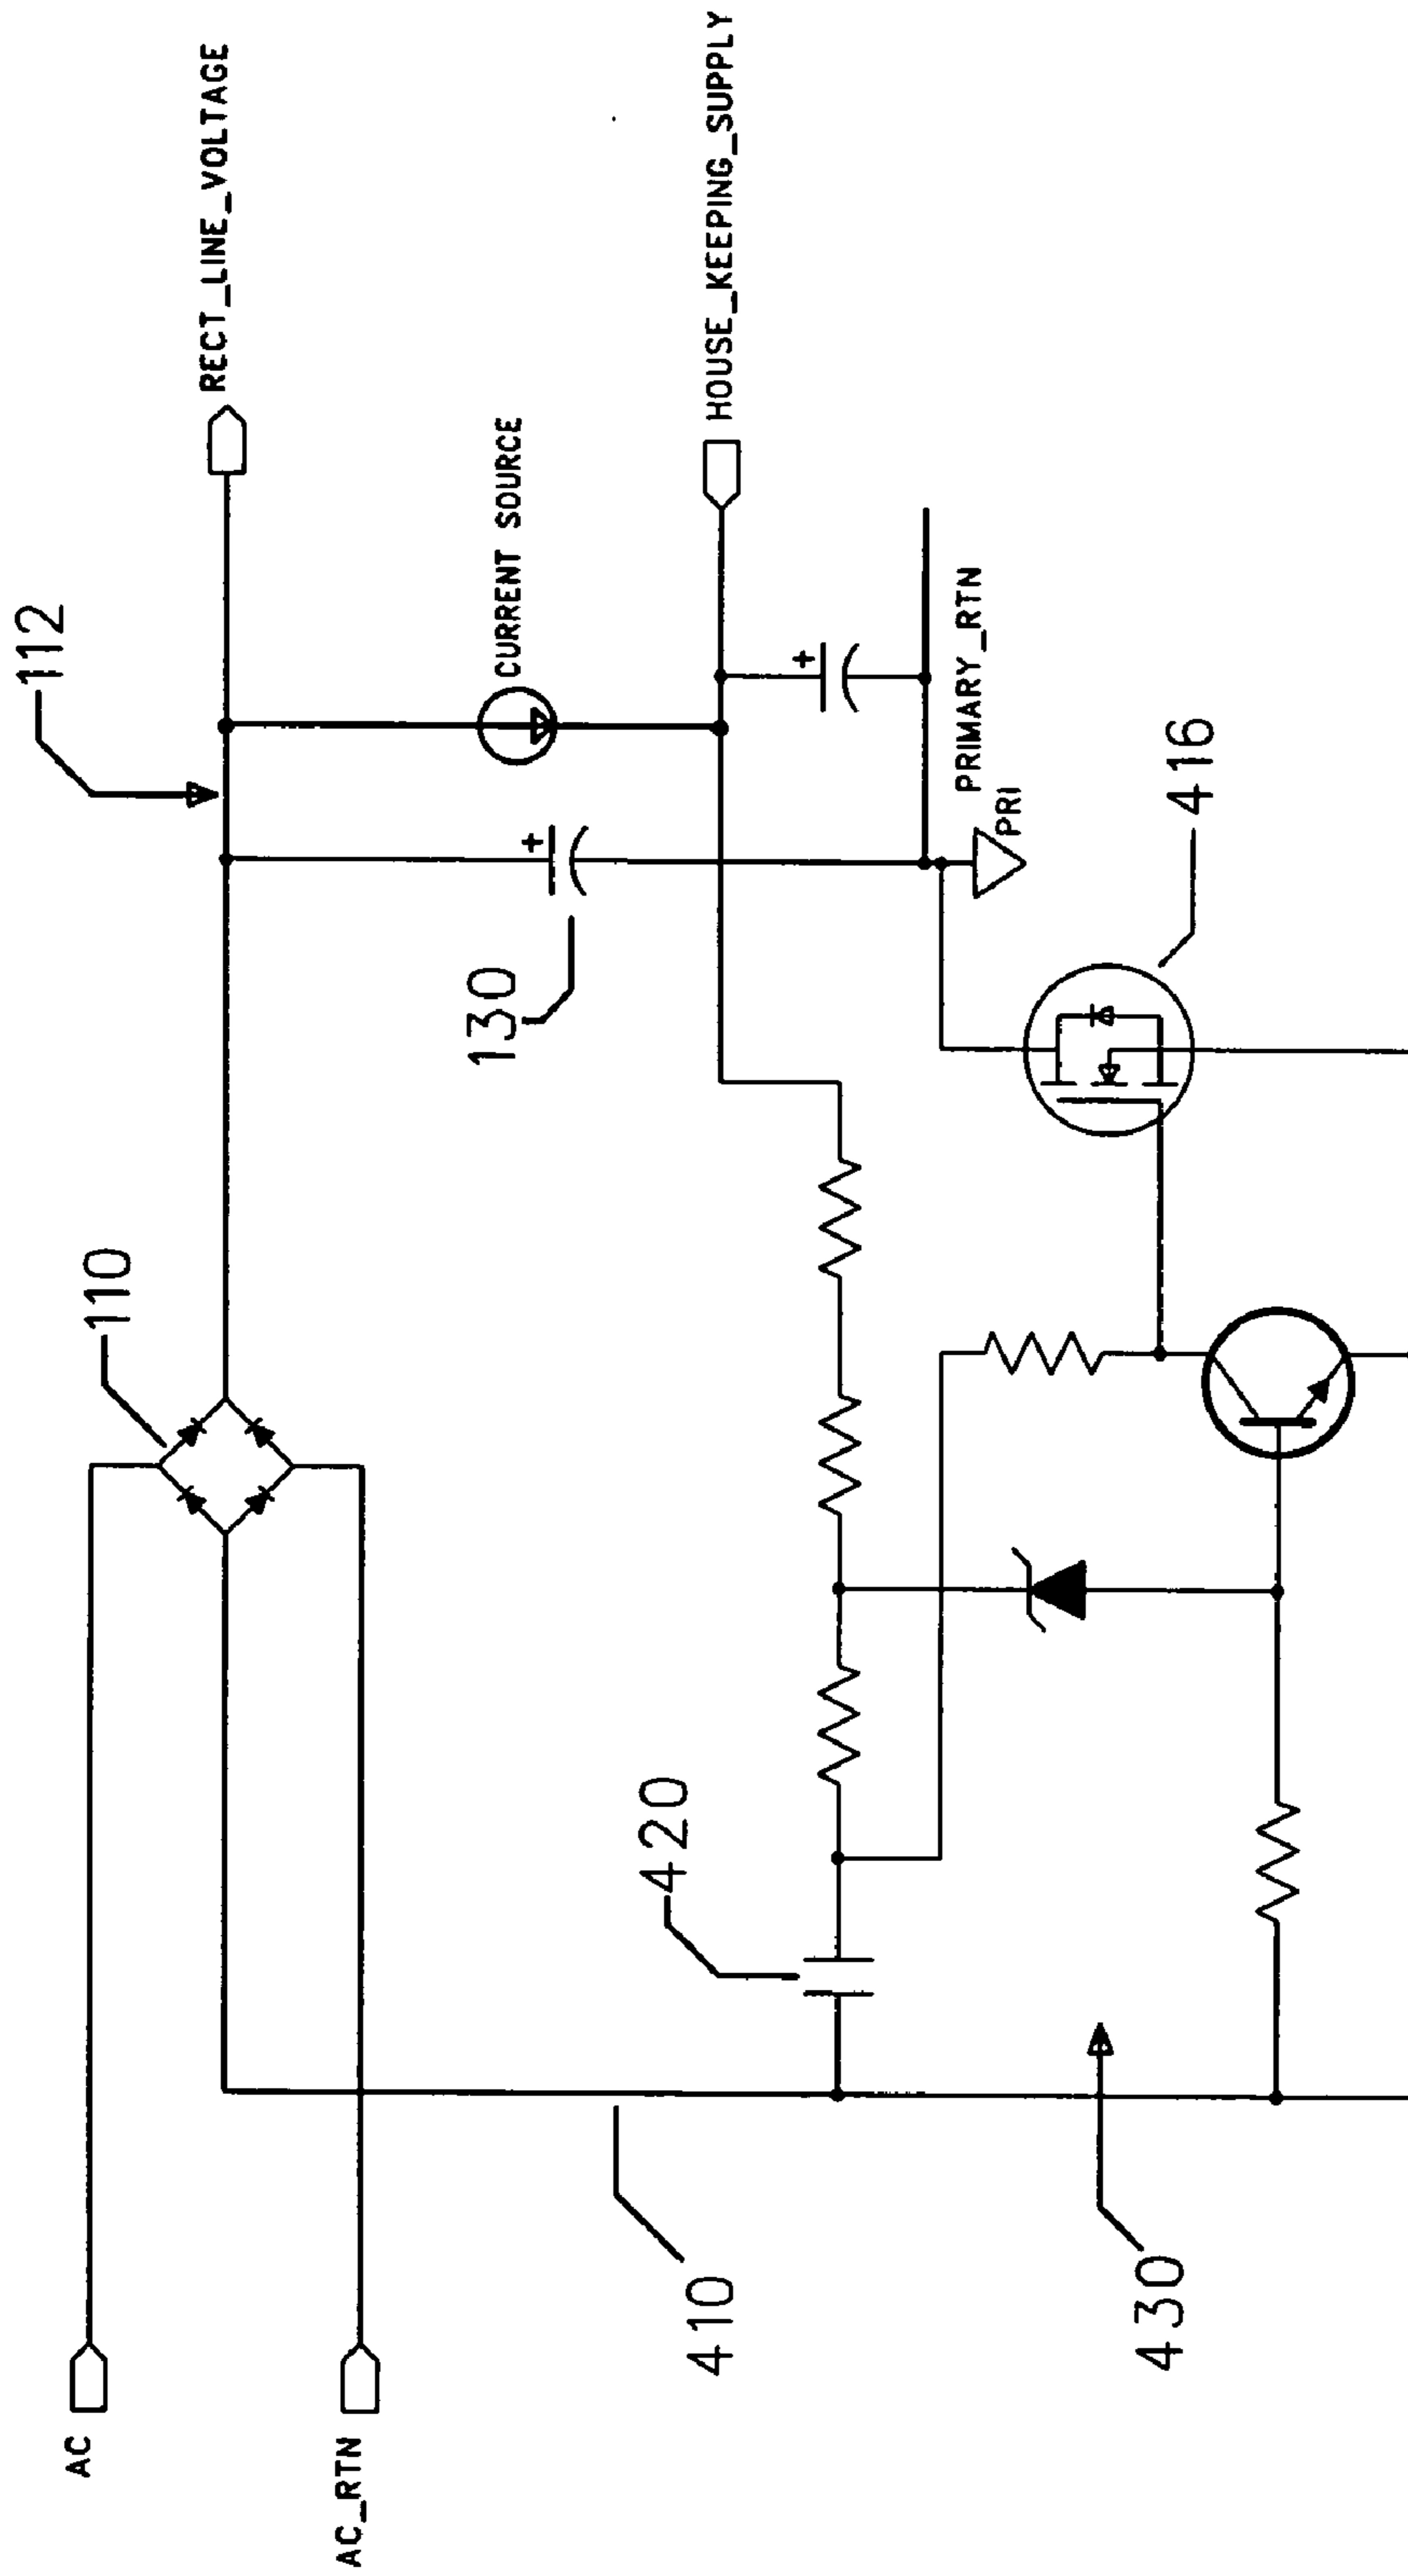 AC
AC_RTN
110
112
RECT_LINE_VOLTAGE
CURRENT SOURCE
130
HOUSE_KEEPING_SUPPLY
+
+
PRIMARY_RTN
PRI
410
420
416
430